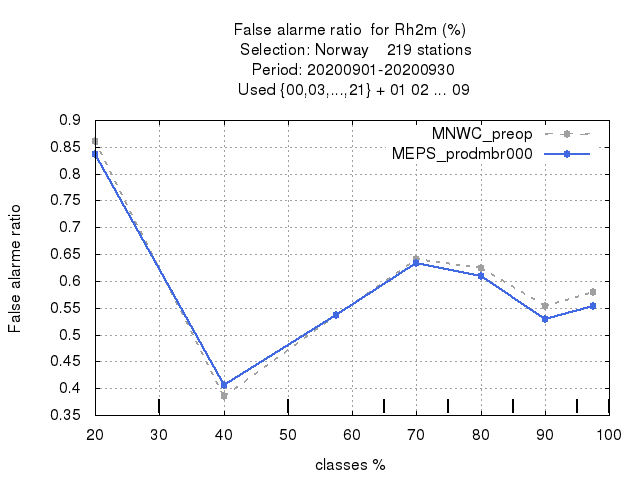 False alarme ratio  for Rh2m (%)
Selection: Norway    219 stations
Period: 20200901-20200930
Used {00,03,...,21} + 01 02 ... 09
MNWC_preop
MEPS_prodmbr000
False alarme ratio
0.9
0.85
0.8
0.75
0.7
0.65
0.6
0.55
0.5
0.45
0.4
0.35
20 30 40 50 60 70 80 90 100
classes %